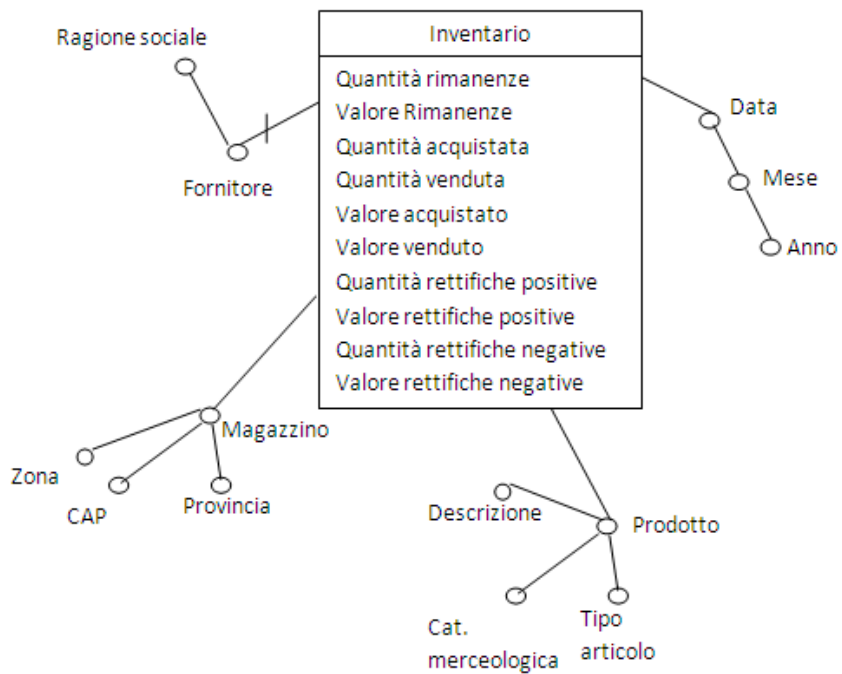 Ragione sociale
Fornitore
Inventario
Quantità rimanenze
Valore Rimanenze
Quantità acquistata
Quantità venduta
Valore acquistato
Valore venduto
Quantità rettifiche positive
Valore rettifiche positive
Quantità rettifiche negative
Valore rettifiche negative
Data
Mese
Anno
Magazzino
Zona
CAP
Provincia
Descrizione
Prodotto
Cat.
merceologica
Tipo
articolo